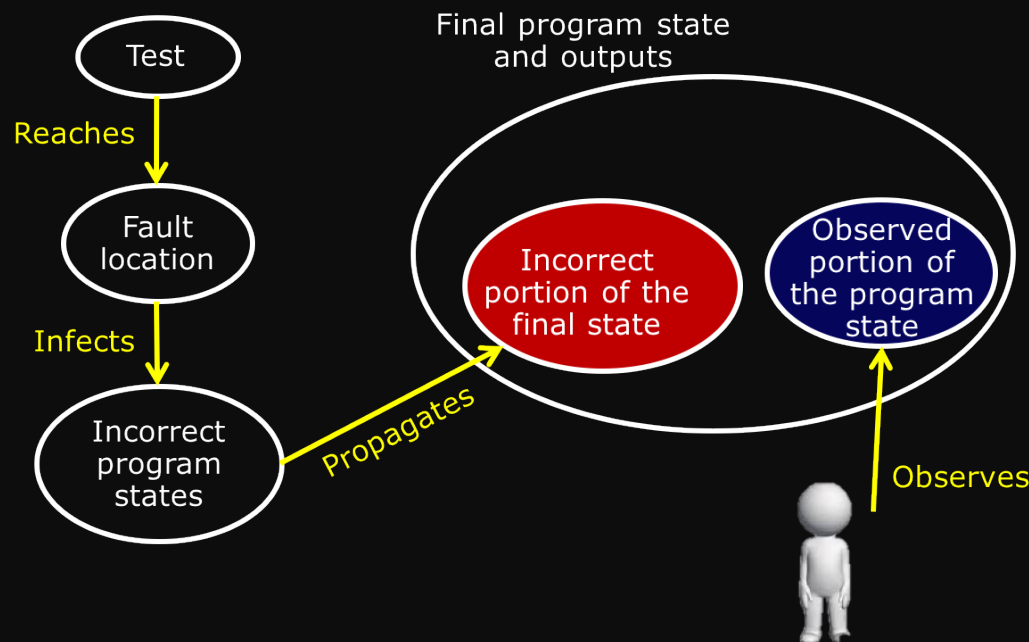 Test
Reaches
Fault
location
Infects
Incorrect
program
states
Propagates
Final program state
and outputs
Incorrect
portion of the
final state
Observed
portion of
the program
state
Observes